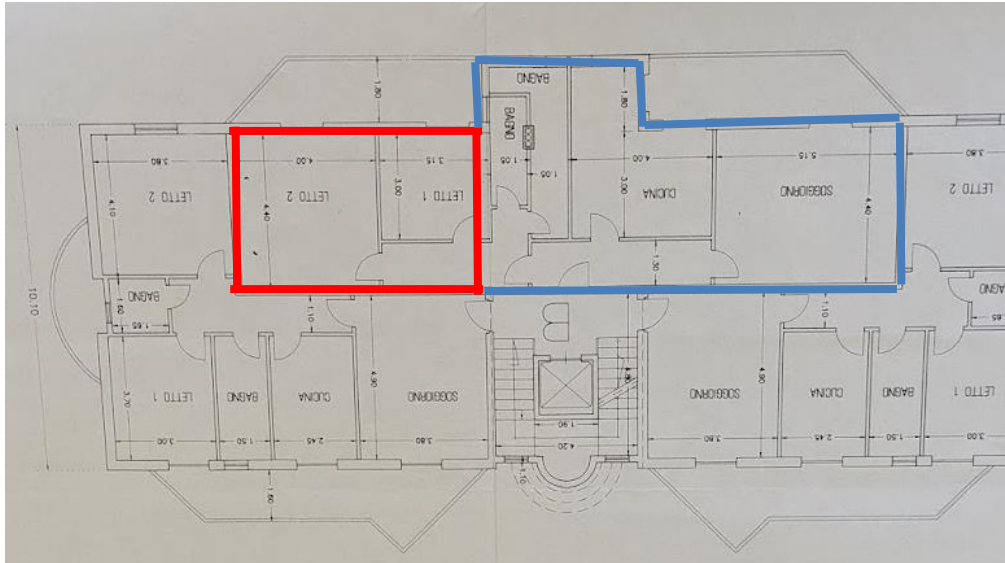 BAGNO
1.80
1.80
BAGNO
3.80
4.00
3.15
1.05
1.05
4.00
5.15
3.80
LETTO 2
LETTO 2
LETTO 1
CUCINA
SOGGIORNO
LETTO 2
4.10
4.40
3.00
3.00
4.40
1.30
10.10
BAGNO
1.60
1.65
1.10
1.10
BAGNO
.65
B
3.70
4.90
4.90
LETTO 1
BAGNO
CUCINA
SOGGIORNO
SOGGIORNO
CUCINA
BAGNO
LETTO 1
1.90
3.00
1.50
2.45
3.80
4.20
3.80
2.45
1.50
3.00
1.10